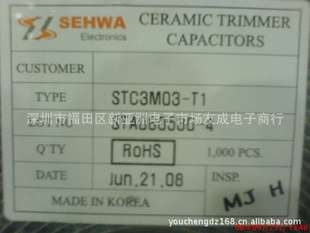 SEHWA
Electronics
CERAMIC TRIMMER
CAPACITORS
CUSTOMER
TYPE STC3M03-T1
深圳市福田区新亚洲电子市场友成电子商行
Q'TY RoHS 1,000 PCS.
DATE Jun.21.08 INSP. MJ H
MADE IN KOREA
youchengdz168.cn.alibaba.com